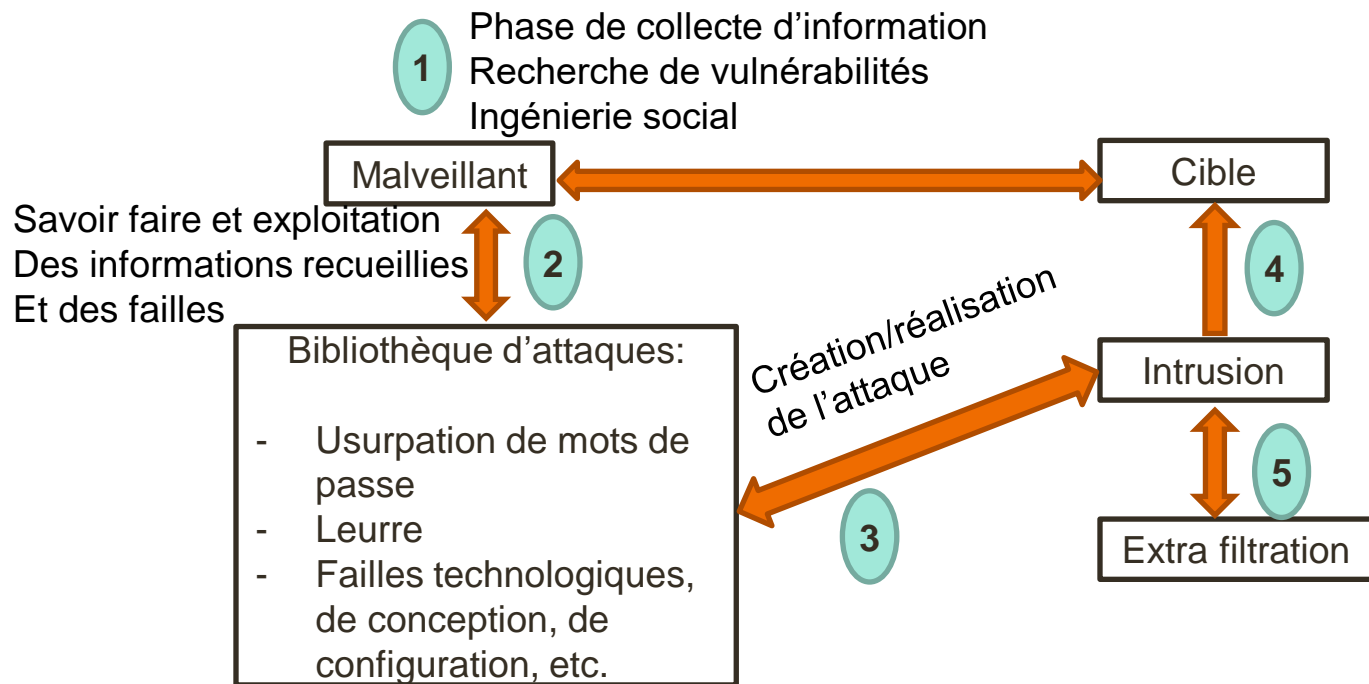 1
Phase de collecte d’information
Recherche de vulnérabilités
Ingénierie social
Malveillant
Cible
Savoir faire et exploitation
Des informations recueillies
Et des failles
2
4
Bibliothèque d’attaques:
- Usurpation de mots de
passe
- Leurre
- Failles technologiques,
de conception, de
configuration, etc.
Création/réalisation
de l’attaque
3
Intrusion
5
Extra filtration